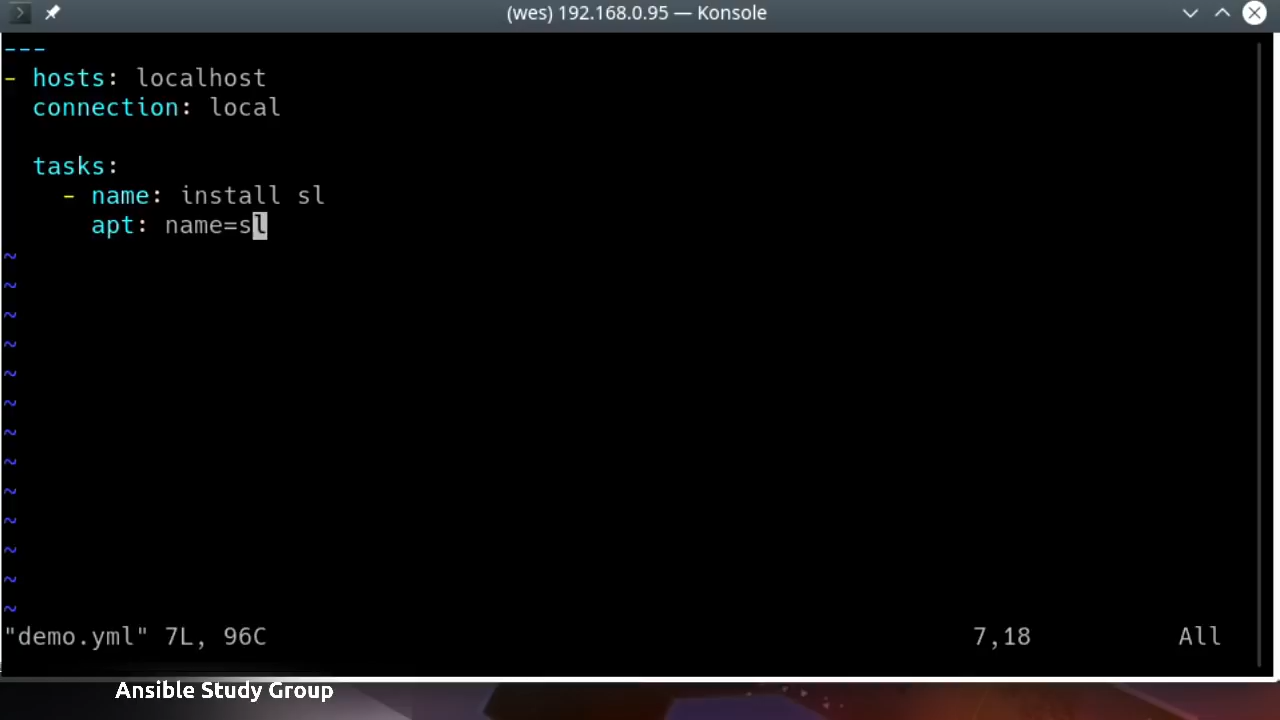 (wes) 192.168.0.95 — Konsole
---
- hosts: localhost
  connection: local
  tasks:
    - name: install sl
      apt: name=sl
~
~
~
~
~
~
~
~
~
~
~
~
~
"demo.yml" 7L, 96C 7,18 All
Ansible Study Group